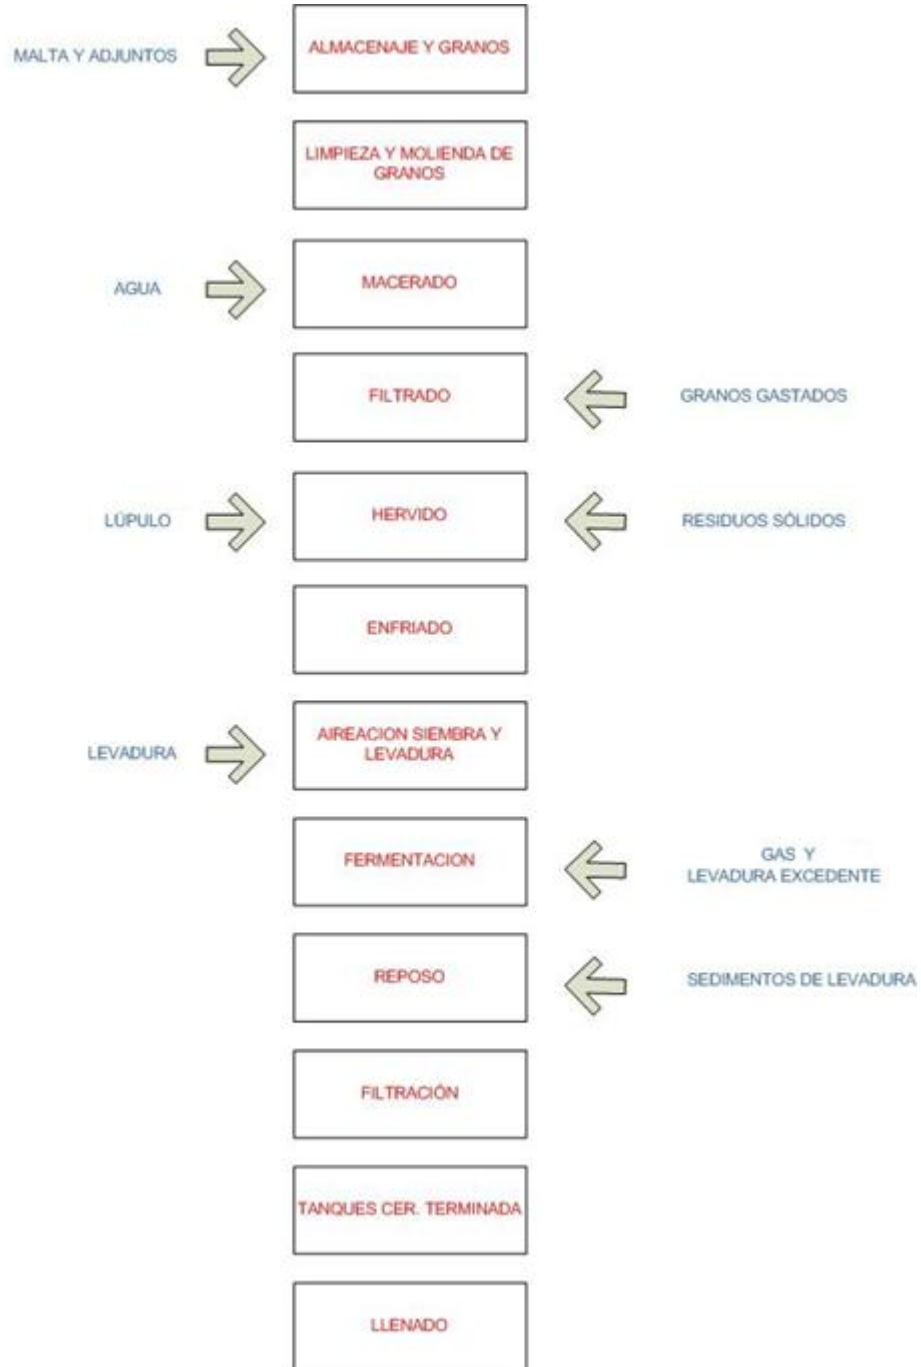 MALTA Y ADJUNTOS
ALMACENAJE Y GRANOS
LIMPIEZA Y MOLIENDA DE
GRANOS
AGUA
MACERADO
FILTRADO
GRANOS GASTADOS
LÚPULO
HERVIDO
RESIDUOS SÓLIDOS
ENFRIADO
LEVADURA
AIREACION SIEMBRA Y
LEVADURA
FERMENTACION
GAS Y
LEVADURA EXCEDENTE
REPOSO
SEDIMENTOS DE LEVADURA
FILTRACIÓN
TANQUES CER. TERMINADA
LLENADO